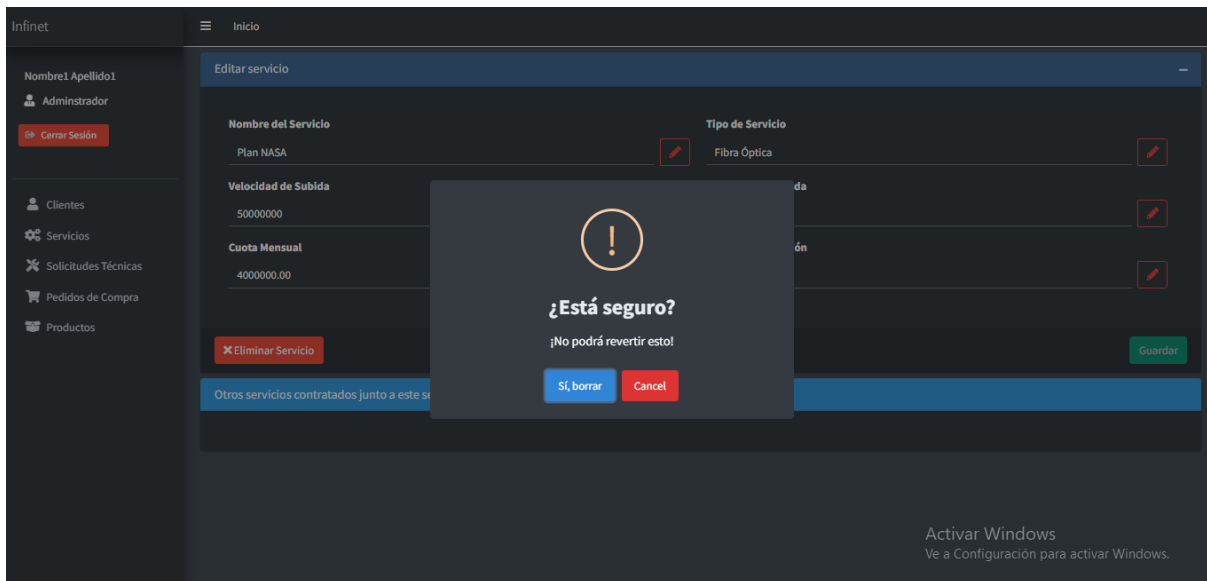 Infinet
Inicio
Nombre1 Apellido1
Adminstrador
Cerrar Sesión
Clientes
Servicios
Solicitudes Técnicas
Pedidos de Compra
Productos
Editar servicio
Nombre del Servicio
Plan NASA
Tipo de Servicio
Fibra Óptica
Velocidad de Subida
50000000
da
Cuota Mensual
4000000.00
ón
¿Está seguro?
¡No podrá revertir esto!
Sí, borrar
Cancel
Eliminar Servicio
Guardar
Otros servicios contratados junto a este se
Activar Windows
Ve a Configuración para activar Windows.